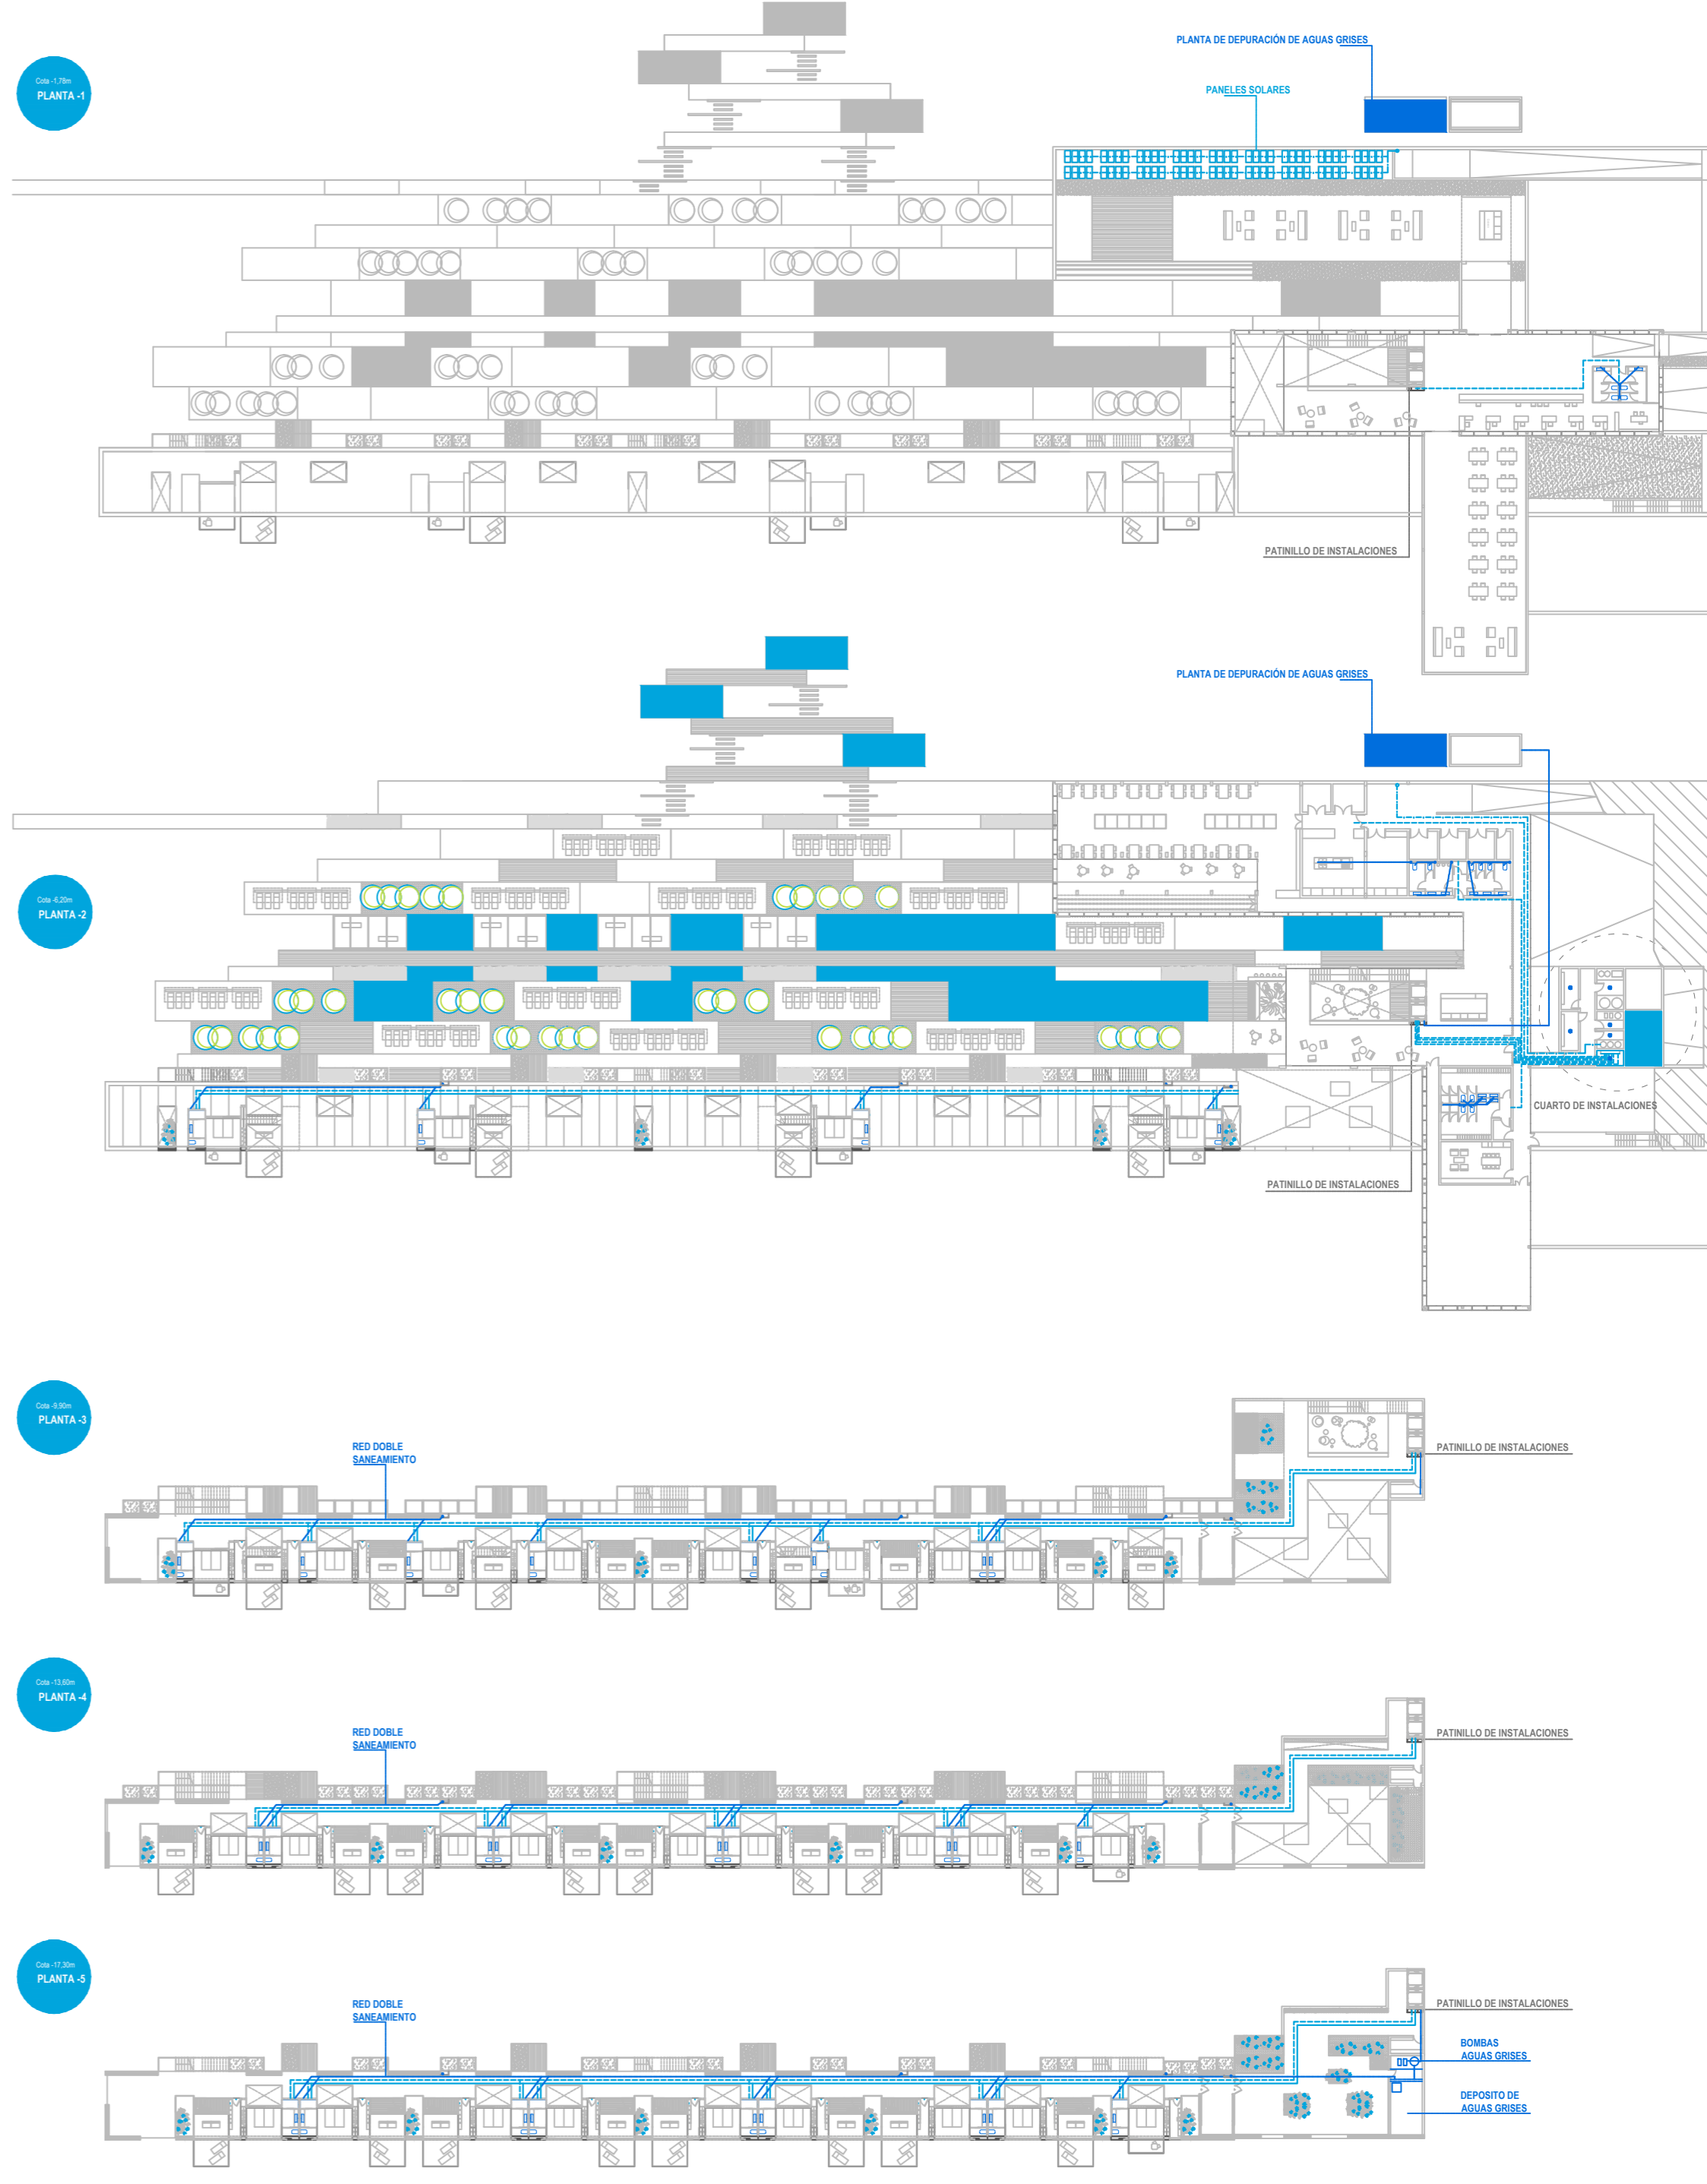 PLANTA DE DEPURACIÓN DE AGUAS GRISES
Cota -1,78m
PLANTA -1
PANELES SOLARES
PATINILLO DE INSTALACIONES
PLANTA DE DEPURACIÓN DE AGUAS GRISES
Cota -6,20m
PLANTA -2
CUARTO DE INSTALACIONES
PATINILLO DE INSTALACIONES
Cota -9,90m
PLANTA -3
RED DOBLE
SANEAMIENTO
PATINILLO DE INSTALACIONES
Cota -13,60m
PLANTA -4
RED DOBLE
SANEAMIENTO
PATINILLO DE INSTALACIONES
Cota -17,30m
PLANTA -5
RED DOBLE
SANEAMIENTO
PATINILLO DE INSTALACIONES
BOMBAS
AGUAS GRISES
DEPOSITO DE
AGUAS GRISES